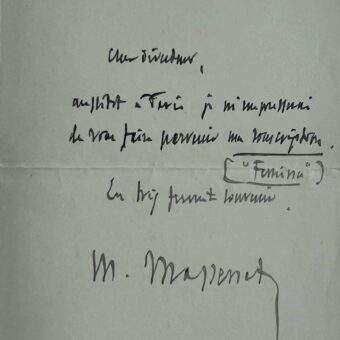 Cher directeur,
aussitôt à Paris je m'empresserai
de vous faire parvenir ma souscription.
("Femina")
En très fervent souvenir.
M. Massenet